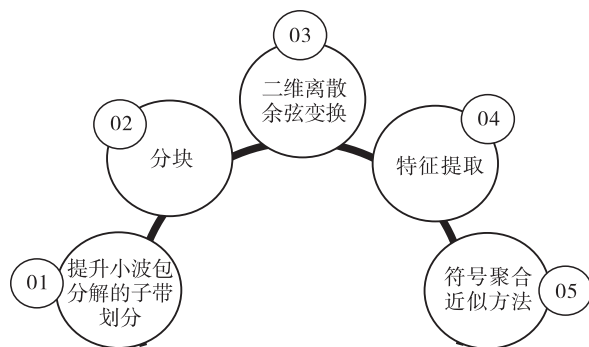 01
提升小波包
分解的子带
划分
02
分块
03
二维离散
余弦变换
04
特征提取
05
符号聚合
近似方法